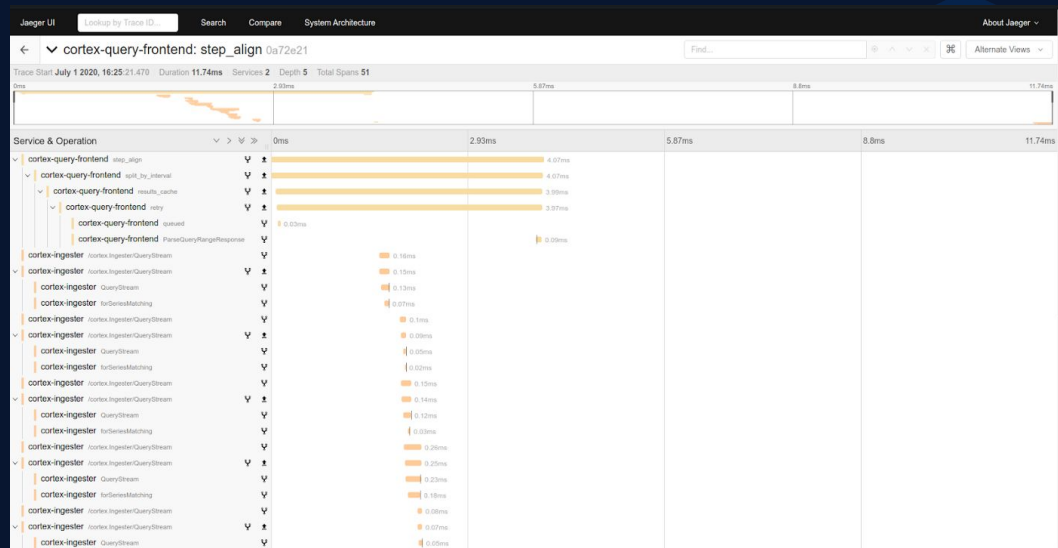 Jaeger UI Lookup by Trace ID... Search Compare System Architecture About Jaeger
cortex-query-frontend: step_align 0a72e21 Find... Alternate Views
Trace Start July 1 2020, 16:25:21.470 Duration 11.74ms Services 2 Depth 5 Total Spans 51
0ms 2.93ms 5.87ms 8.8ms 11.74ms
Service & Operation 0ms 2.93ms 5.87ms 8.8ms 11.74ms
cortex-query-frontend step_align 4.07ms
cortex-query-frontend split_by_interval 4.07ms
cortex-query-frontend results_cache 3.99ms
cortex-query-frontend retry 3.97ms
cortex-query-frontend queued 0.03ms
cortex-query-frontend ParseQueryRangeResponse 0.09ms
cortex-ingester /cortex.Ingester/QueryStream 0.16ms
cortex-ingester /cortex.Ingester/QueryStream 0.15ms
cortex-ingester QueryStream 0.13ms
cortex-ingester forSeriesMatching 0.07ms
cortex-ingester /cortex.Ingester/QueryStream 0.1ms
cortex-ingester /cortex.Ingester/QueryStream 0.09ms
cortex-ingester QueryStream 0.05ms
cortex-ingester forSeriesMatching 0.02ms
cortex-ingester /cortex.Ingester/QueryStream 0.15ms
cortex-ingester /cortex.Ingester/QueryStream 0.14ms
cortex-ingester QueryStream 0.12ms
cortex-ingester forSeriesMatching 0.03ms
cortex-ingester /cortex.Ingester/QueryStream 0.26ms
cortex-ingester /cortex.Ingester/QueryStream 0.25ms
cortex-ingester QueryStream 0.23ms
cortex-ingester forSeriesMatching 0.18ms
cortex-ingester /cortex.Ingester/QueryStream 0.08ms
cortex-ingester /cortex.Ingester/QueryStream 0.07ms
cortex-ingester QueryStream 0.05ms